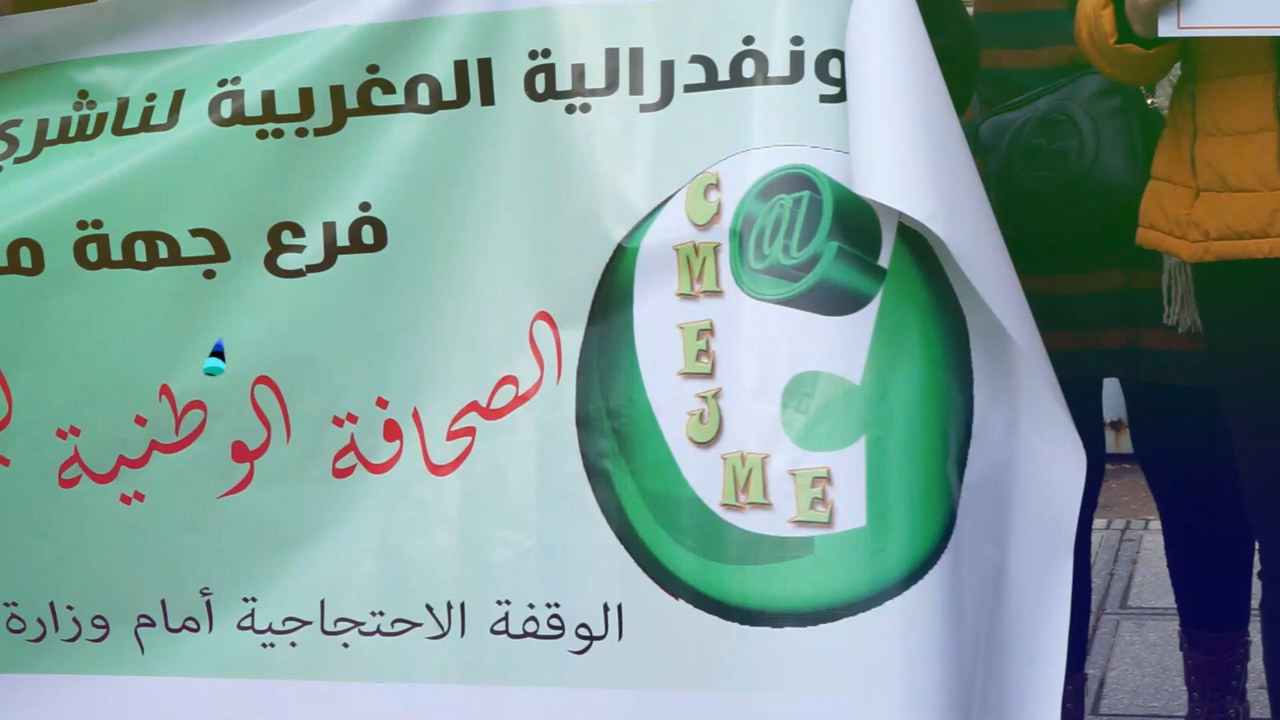 ونفدرالية المغربية لناشري
فرع جهة
الصحافة الوطنية
الوقفة الاحتجاجية أمام وزارة
@
C
M
E
J
M E